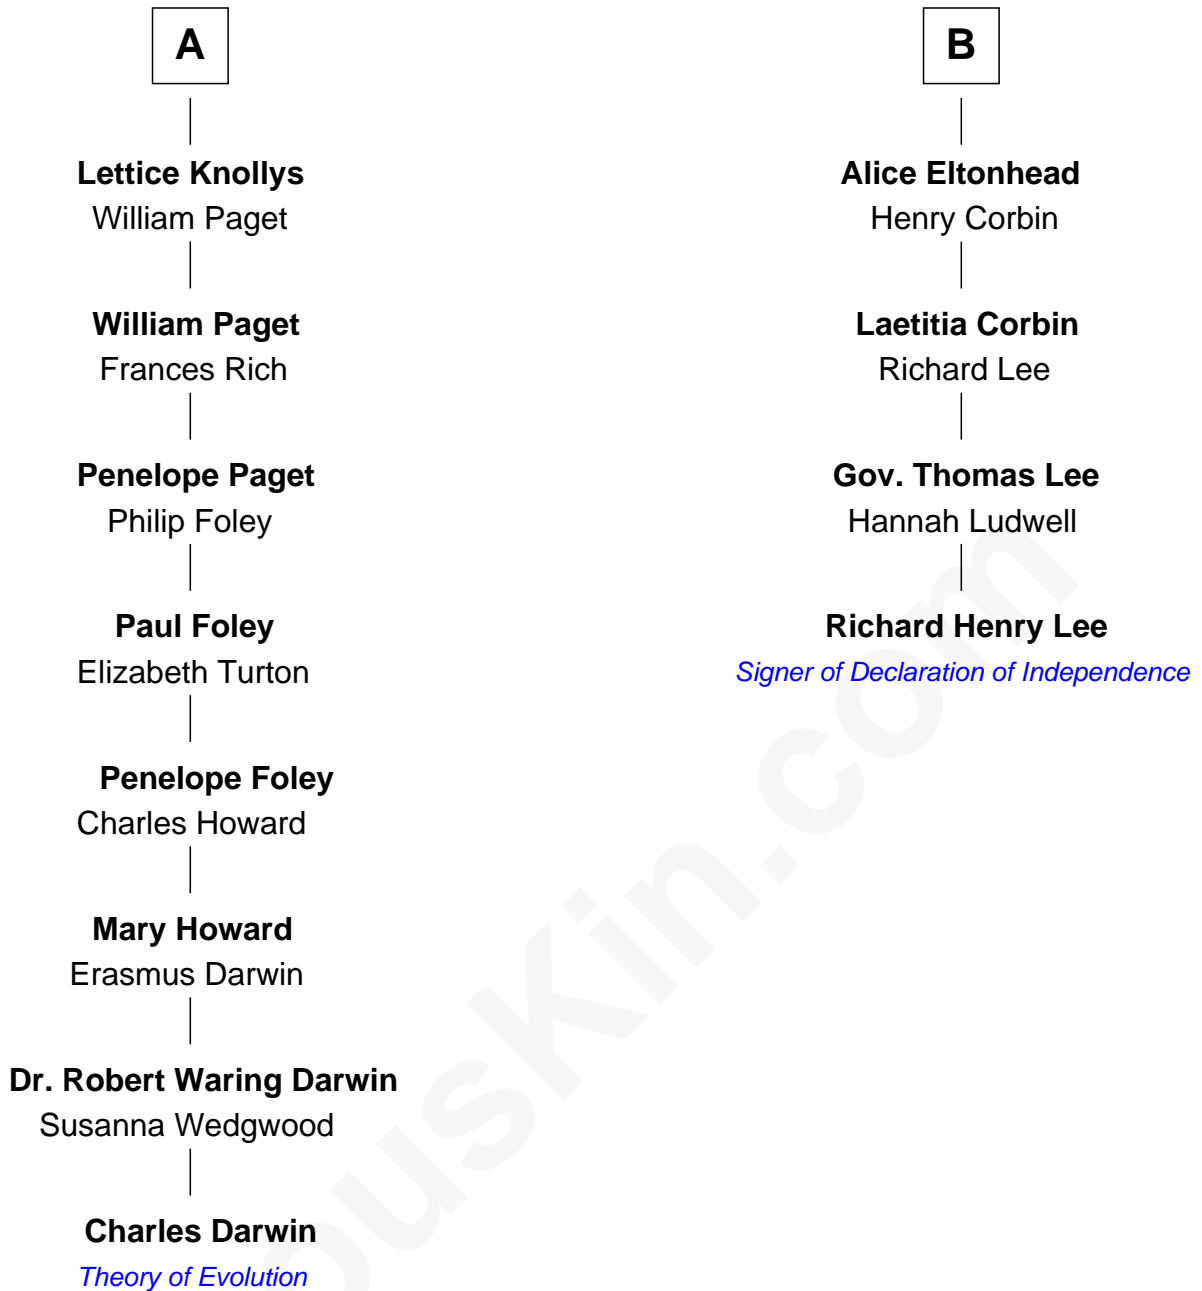 A
Lettice Knollys
William Paget
William Paget
Frances Rich
Penelope Paget
Philip Foley
Paul Foley
Elizabeth Turton
Penelope Foley
Charles Howard
Mary Howard
Erasmus Darwin
Dr. Robert Waring Darwin
Susanna Wedgwood
Charles Darwin
Theory of Evolution
B
Alice Eltonhead
Henry Corbin
Laetitia Corbin
Richard Lee
Gov. Thomas Lee
Hannah Ludwell
Richard Henry Lee
Signer of Declaration of Independence
ousKin.com